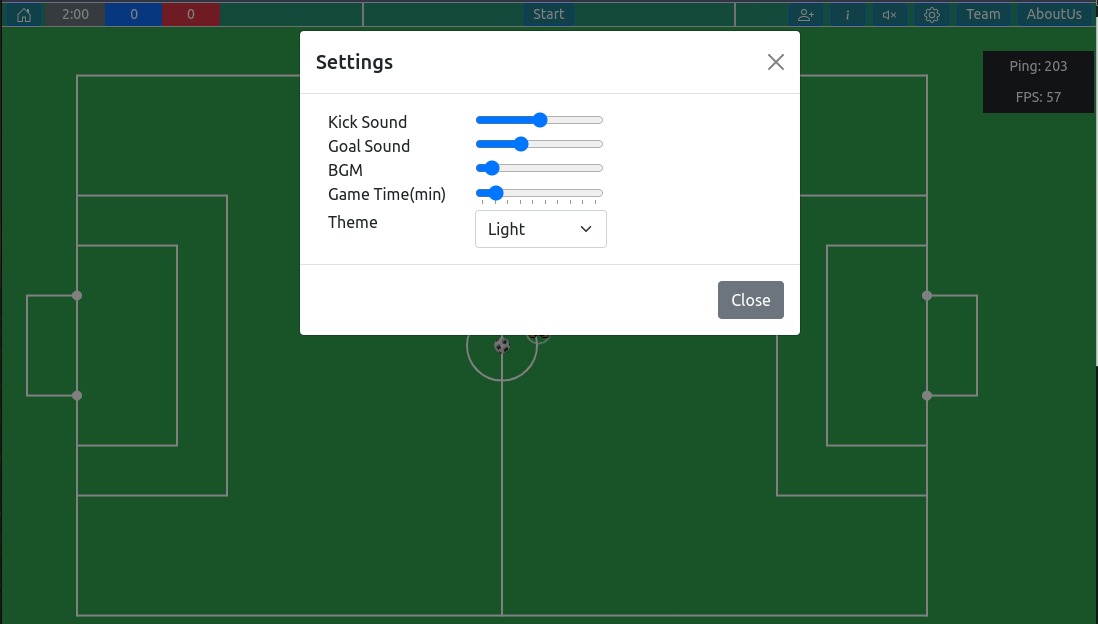 2:00 0 0 Start i Team AboutUs
Settings
Ping: 203
FPS: 57
Kick Sound
Goal Sound
BGM
Game Time(min)
Theme Light
Close